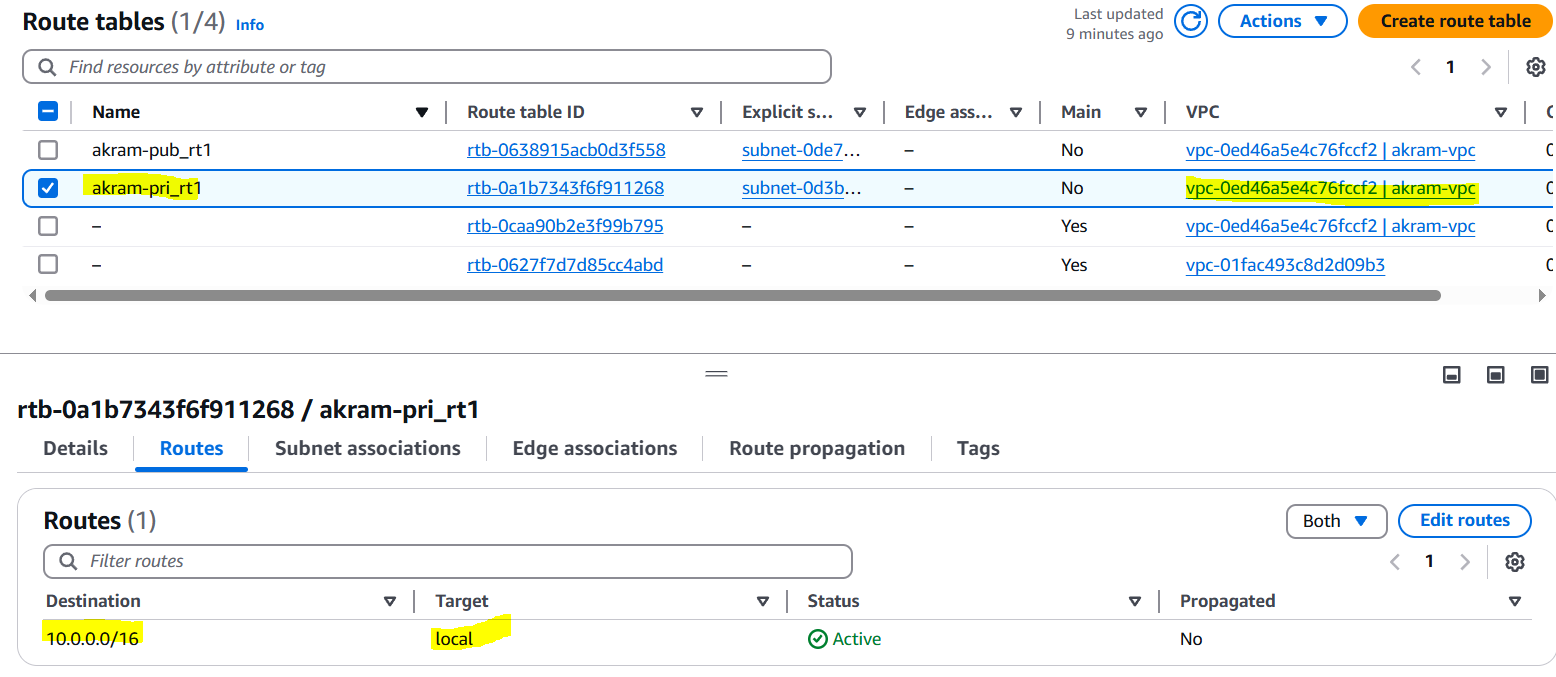 Route tables (1/4) Info
Last updated
9 minutes ago
Actions
Create route table
Find resources by attribute or tag
1
Name Route table ID Explicit s... Edge ass... Main VPC
akram-pub_rt1 rtb-0638915acb0d3f558 subnet-0de7... – No vpc-0ed46a5e4c76fccf2 | akram-vpc
akram-pri_rt1 rtb-0a1b7343f6f911268 subnet-0d3b... – No vpc-0ed46a5e4c76fccf2 | akram-vpc
– rtb-0caa90b2e3f99b795 – – Yes vpc-0ed46a5e4c76fccf2 | akram-vpc
– rtb-0627f7d7d85cc4abd – – Yes vpc-01fac493c8d2d09b3
rtb-0a1b7343f6f911268 / akram-pri_rt1
Details Routes Subnet associations Edge associations Route propagation Tags
Routes (1)
Both
Edit routes
Filter routes
1
Destination Target Status Propagated
10.0.0.0/16 local Active No